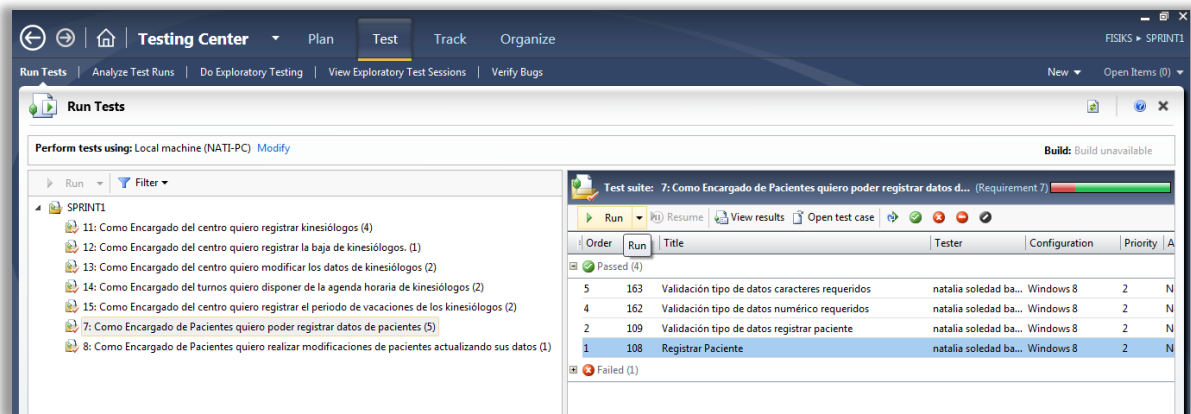 Testing Center Plan Test Track Organize FISIKS ▸ SPRINT1
Run Tests | Analyze Test Runs | Do Exploratory Testing | View Exploratory Test Sessions | Verify Bugs New Open Items (0)
Run Tests
Perform tests using: Local machine (NATI-PC) Modify Build: Build unavailable
Run Filter
SPRINT1
11: Como Encargado del centro quiero registrar kinesiólogos (4)
12: Como Encargado del centro quiero registrar la baja de kinesiólogos. (1)
13: Como Encargado del centro quiero modificar los datos de kinesiólogos (2)
14: Como Encargado del turnos quiero disponer de la agenda horaria de kinesiólogos (2)
15: Como Encargado del centro quiero registrar el periodo de vacaciones de los kinesiólogos (2)
7: Como Encargado de Pacientes quiero poder registrar datos de pacientes (5)
8: Como Encargado de Pacientes quiero realizar modificaciones de pacientes actualizando sus datos (1)
Test suite: 7: Como Encargado de Pacientes quiero poder registrar datos d... (Requirement 7)
Run Resume View results Open test case
Order Run Title Tester Configuration Priority A
Passed (4)
5 163 Validación tipo de datos caracteres requeridos natalia soledad ba... Windows 8 2 N
4 162 Validación tipo de datos numérico requeridos natalia soledad ba... Windows 8 2 N
2 109 Validación tipo de datos registrar paciente natalia soledad ba... Windows 8 2 N
1 108 Registrar Paciente natalia soledad ba... Windows 8 2 N
Failed (1)